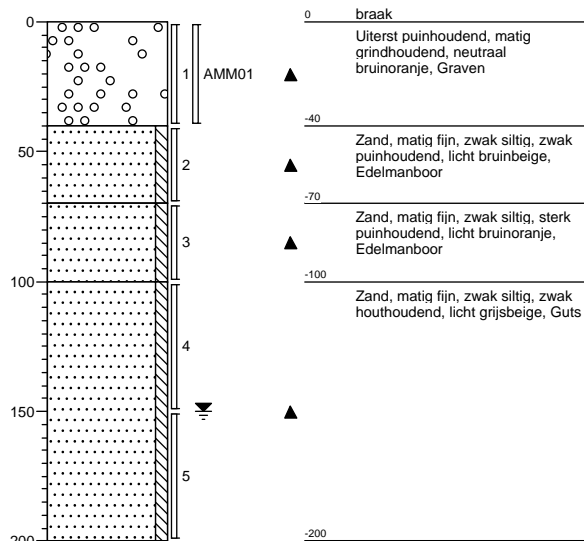 0
50
100
150
200
1
AMM01
2
3
4
5
0
braak
Uiterst puinhoudend, matig
grindhoudend, neutraal
bruinoranje, Graven
-40
Zand, matig fijn, zwak siltig, zwak
puinhoudend, licht bruinbeige,
Edelmanboor
-70
Zand, matig fijn, zwak siltig, sterk
puinhoudend, licht bruinoranje,
Edelmanboor
-100
Zand, matig fijn, zwak siltig, zwak
houthoudend, licht grijsbeige, Guts
-200